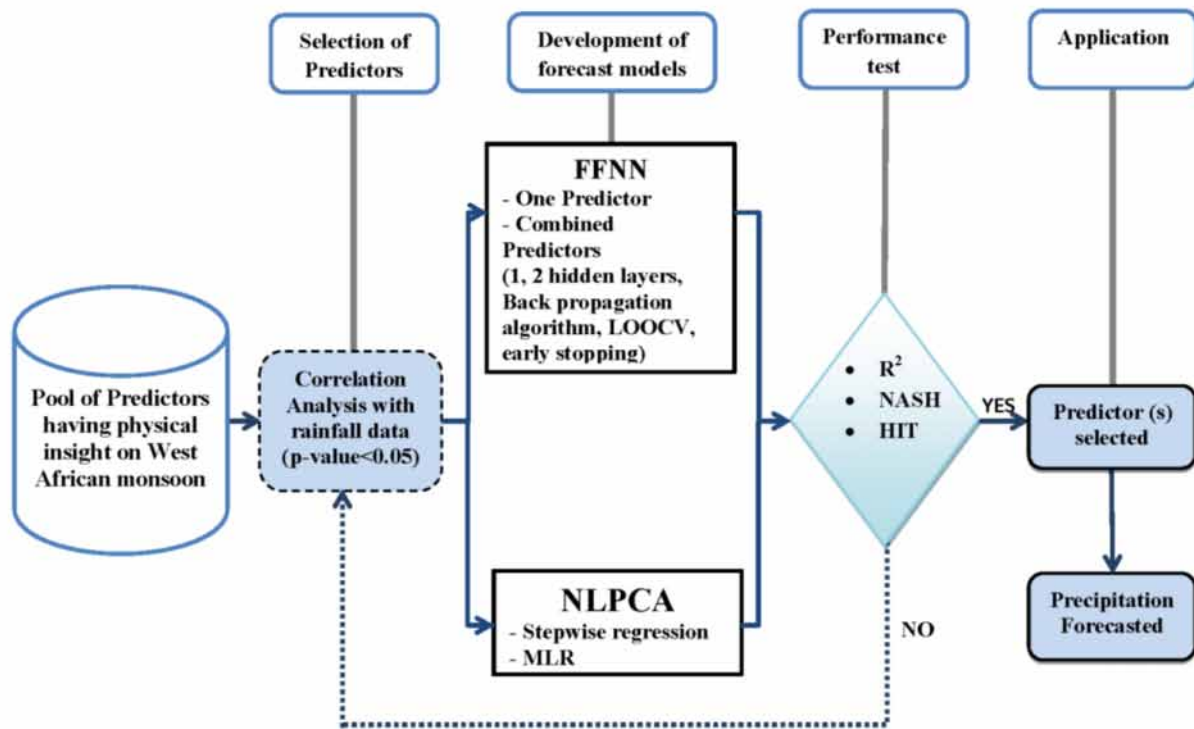 Selection of
Predictors
Development of
forecast models
Performance
test
Application
Pool of Predictors
having physical
insight on West
African monsoon
Correlation
Analysis with
rainfall data
(p-value<0.05)
FFNN
- One Predictor
- Combined
Predictors
(1, 2 hidden layers,
Back propagation
algorithm, LOOCV,
early stopping)
NLPCA
- Stepwise regression
- MLR
• R²
• NASH
• HIT
YES
NO
Predictor (s)
selected
Precipitation
Forecasted